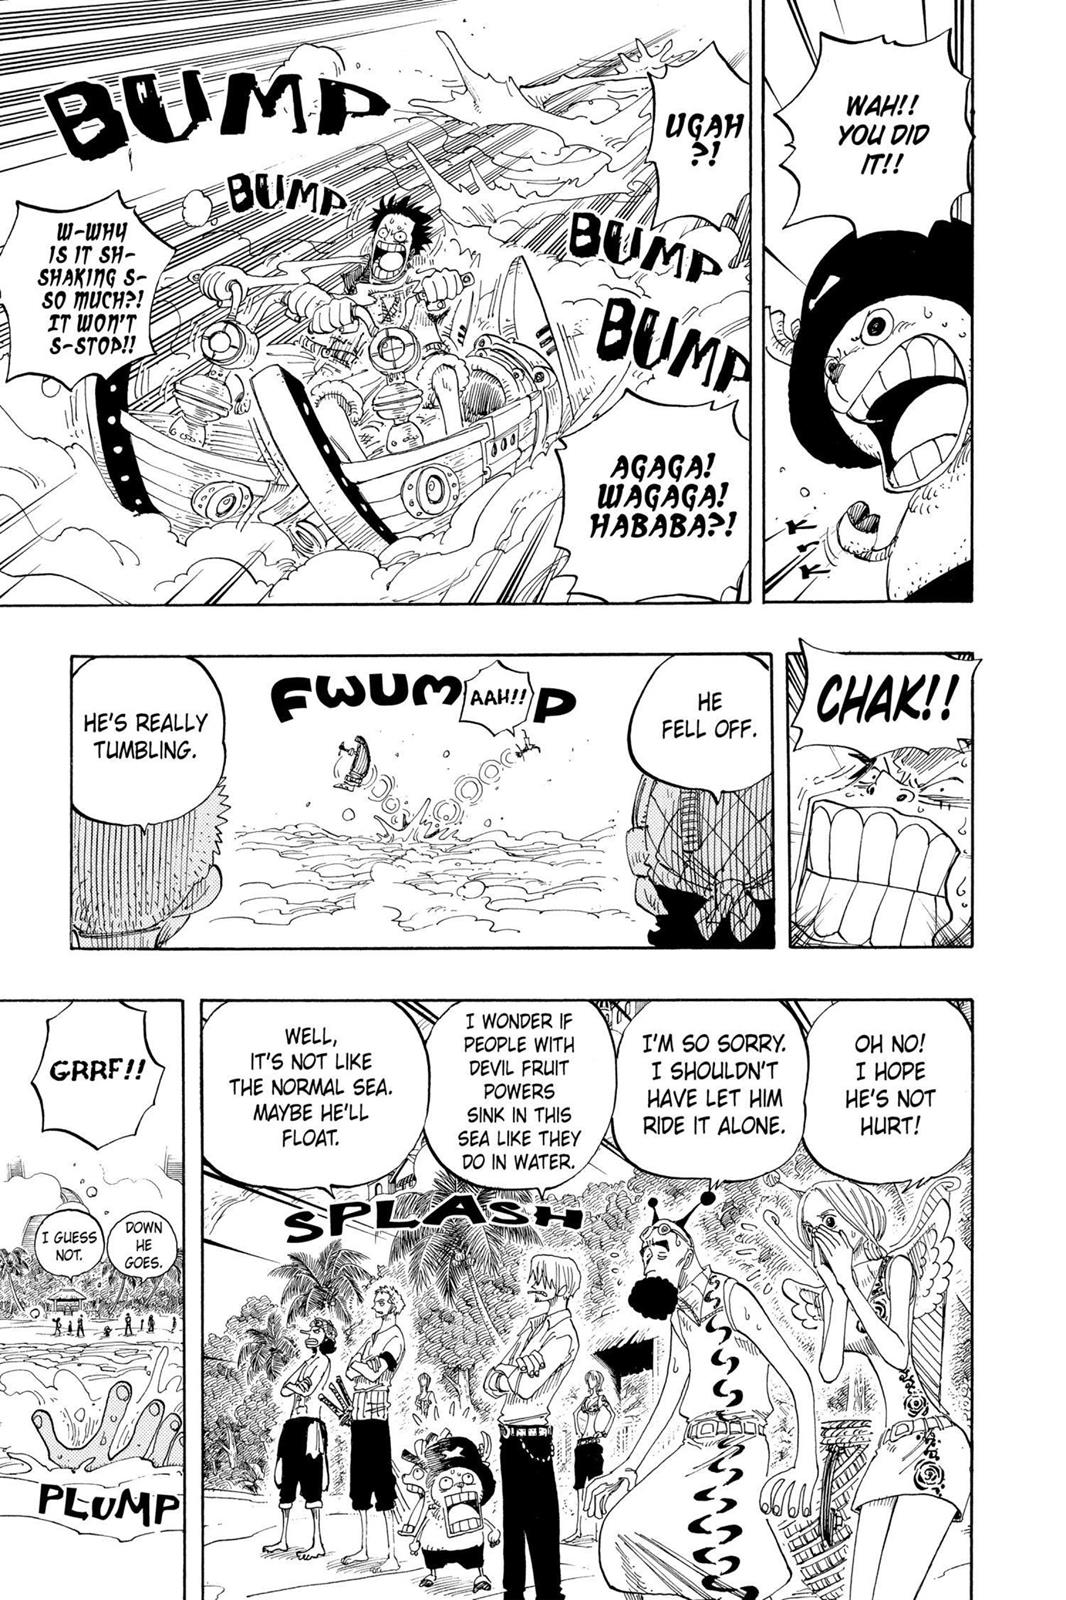 WAH!!
YOU DID
IT!!
UGAH
?!
BUMP
BUMP
BUMP
BUMP
W-WHY
IS IT SH-
SHAKING S-
SO MUCH?!
IT WON'T
S-STOP!!
AGAGA!
WAGAGA!
HABABA?!
CHAK!!
HE
FELL OFF.
FWUMP
AAH!!
HE'S REALLY
TUMBLING.
OH NO!
I HOPE
HE'S NOT
HURT!
I'M SO SORRY.
I SHOULDN'T
HAVE LET HIM
RIDE IT ALONE.
I WONDER IF
PEOPLE WITH
DEVIL FRUIT
POWERS
SINK IN THIS
SEA LIKE THEY
DO IN WATER.
WELL,
IT'S NOT LIKE
THE NORMAL SEA.
MAYBE HE'LL
FLOAT.
SPLASH
GRRF!!
DOWN
HE
GOES.
I GUESS
NOT.
PLUMP